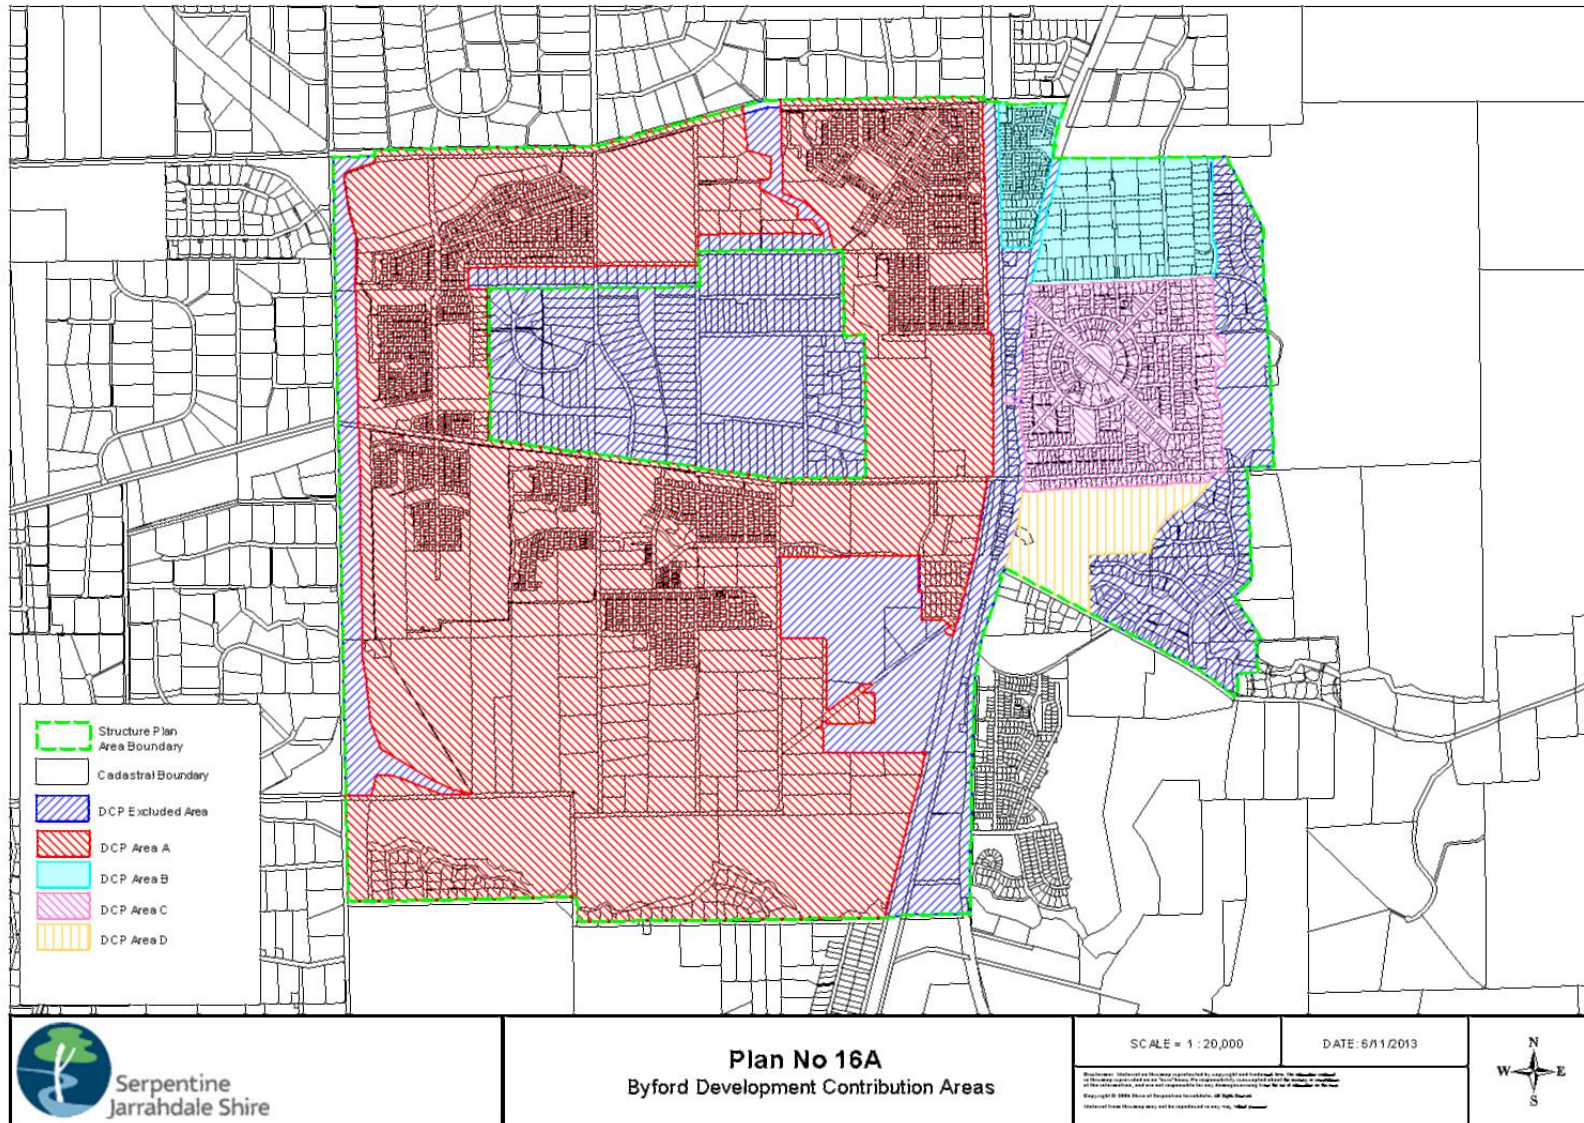 Structure Plan
Area Boundary
Cadastral Boundary
DCP Excluded Area
DCP Area A
DCP Area B
DCP Area C
DCP Area D
Serpentine
Jarrahdale Shire
Plan No 16A
Byford Development Contribution Areas
SCALE = 1 : 20,000
DATE: 6/11/2013
N
W
E
S